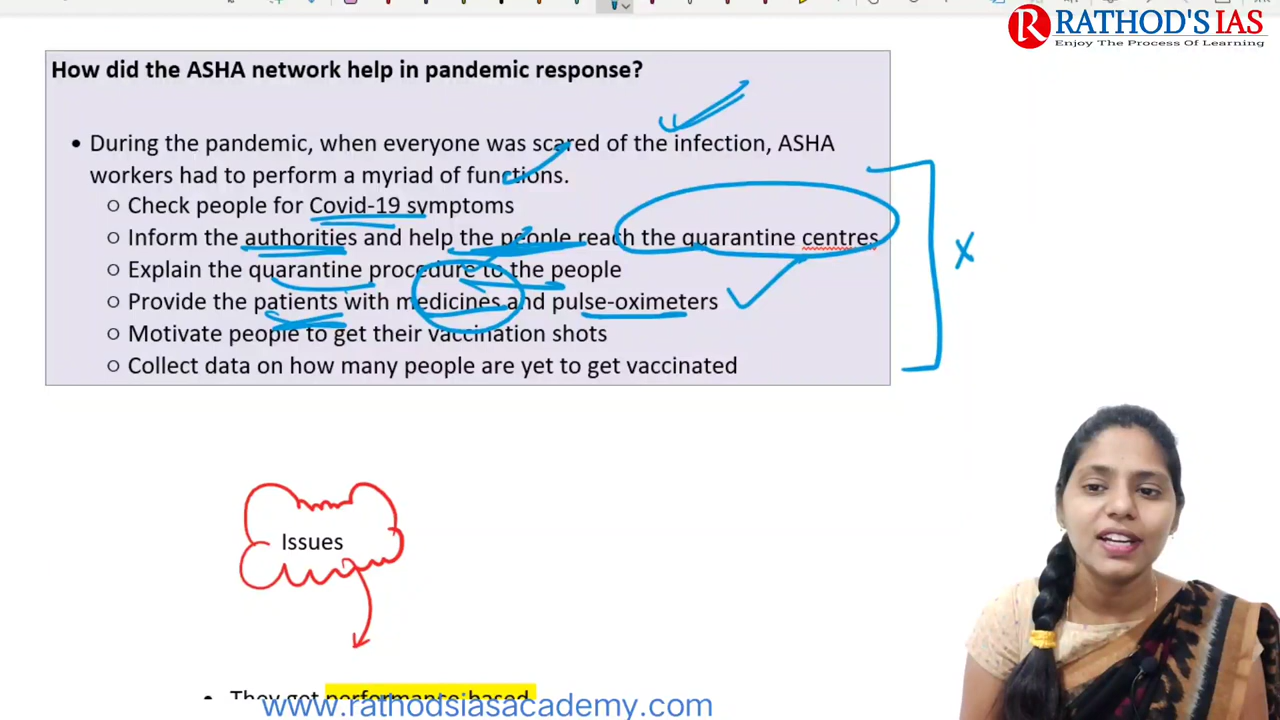 RATHOD'S IAS
Enjoy The Process Of Learning
How did the ASHA network help in pandemic response?
• During the pandemic, when everyone was scared of the infection, ASHA
workers had to perform a myriad of functions.
○ Check people for Covid-19 symptoms
○ Inform the authorities and help the people reach the quarantine centres
○ Explain the quarantine procedure to the people
○ Provide the patients with medicines and pulse-oximeters
○ Motivate people to get their vaccination shots
○ Collect data on how many people are yet to get vaccinated
x
Issues
• They get performance-based
www.rathodsiasacademy.com